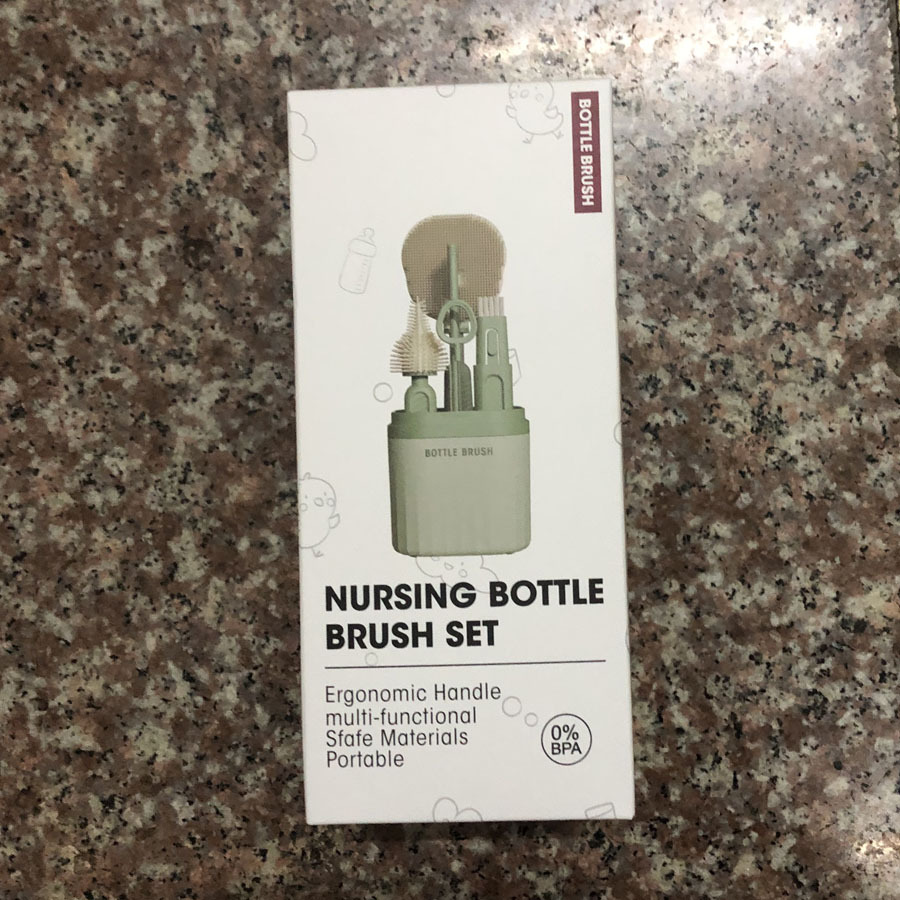 BOTTLE BRUSH
BOTTLE BRUSH
NURSING BOTTLE
BRUSH SET
Ergonomic Handle
multi-functional
Sfafe Materials
Portable
0%
BPA